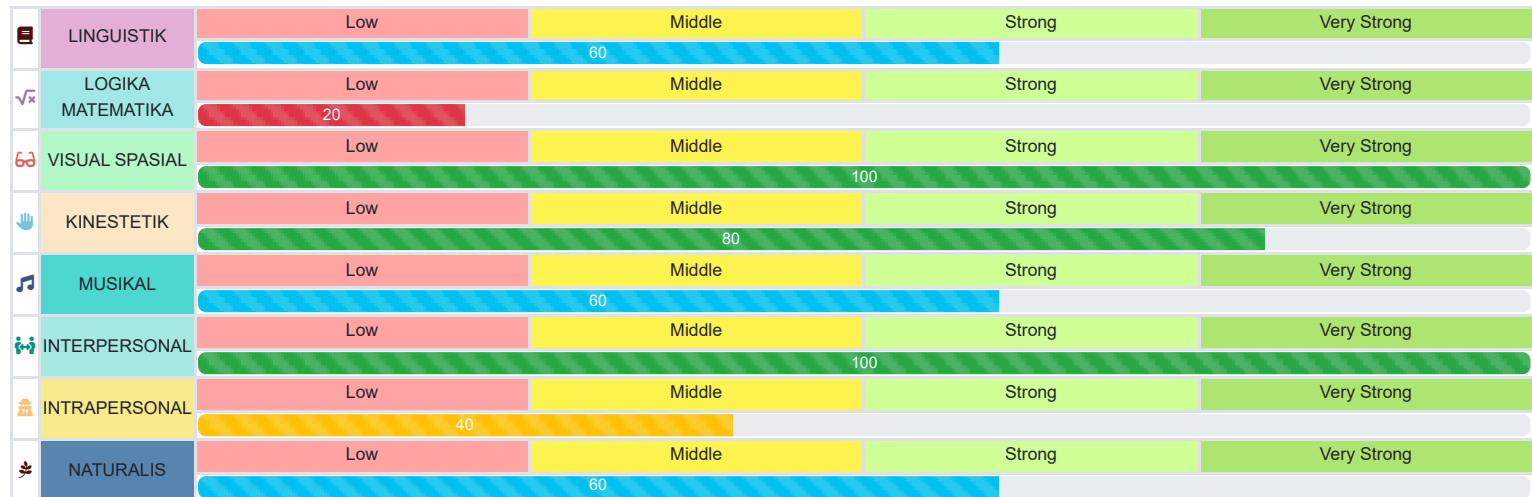 LINGUISTIK
Low Middle Strong Very Strong
60
LOGIKA
MATEMATIKA
Low Middle Strong Very Strong
20
VISUAL SPASIAL
Low Middle Strong Very Strong
100
KINESTETIK
Low Middle Strong Very Strong
80
MUSIKAL
Low Middle Strong Very Strong
60
INTERPERSONAL
Low Middle Strong Very Strong
100
INTRAPERSONAL
Low Middle Strong Very Strong
40
NATURALIS
Low Middle Strong Very Strong
60